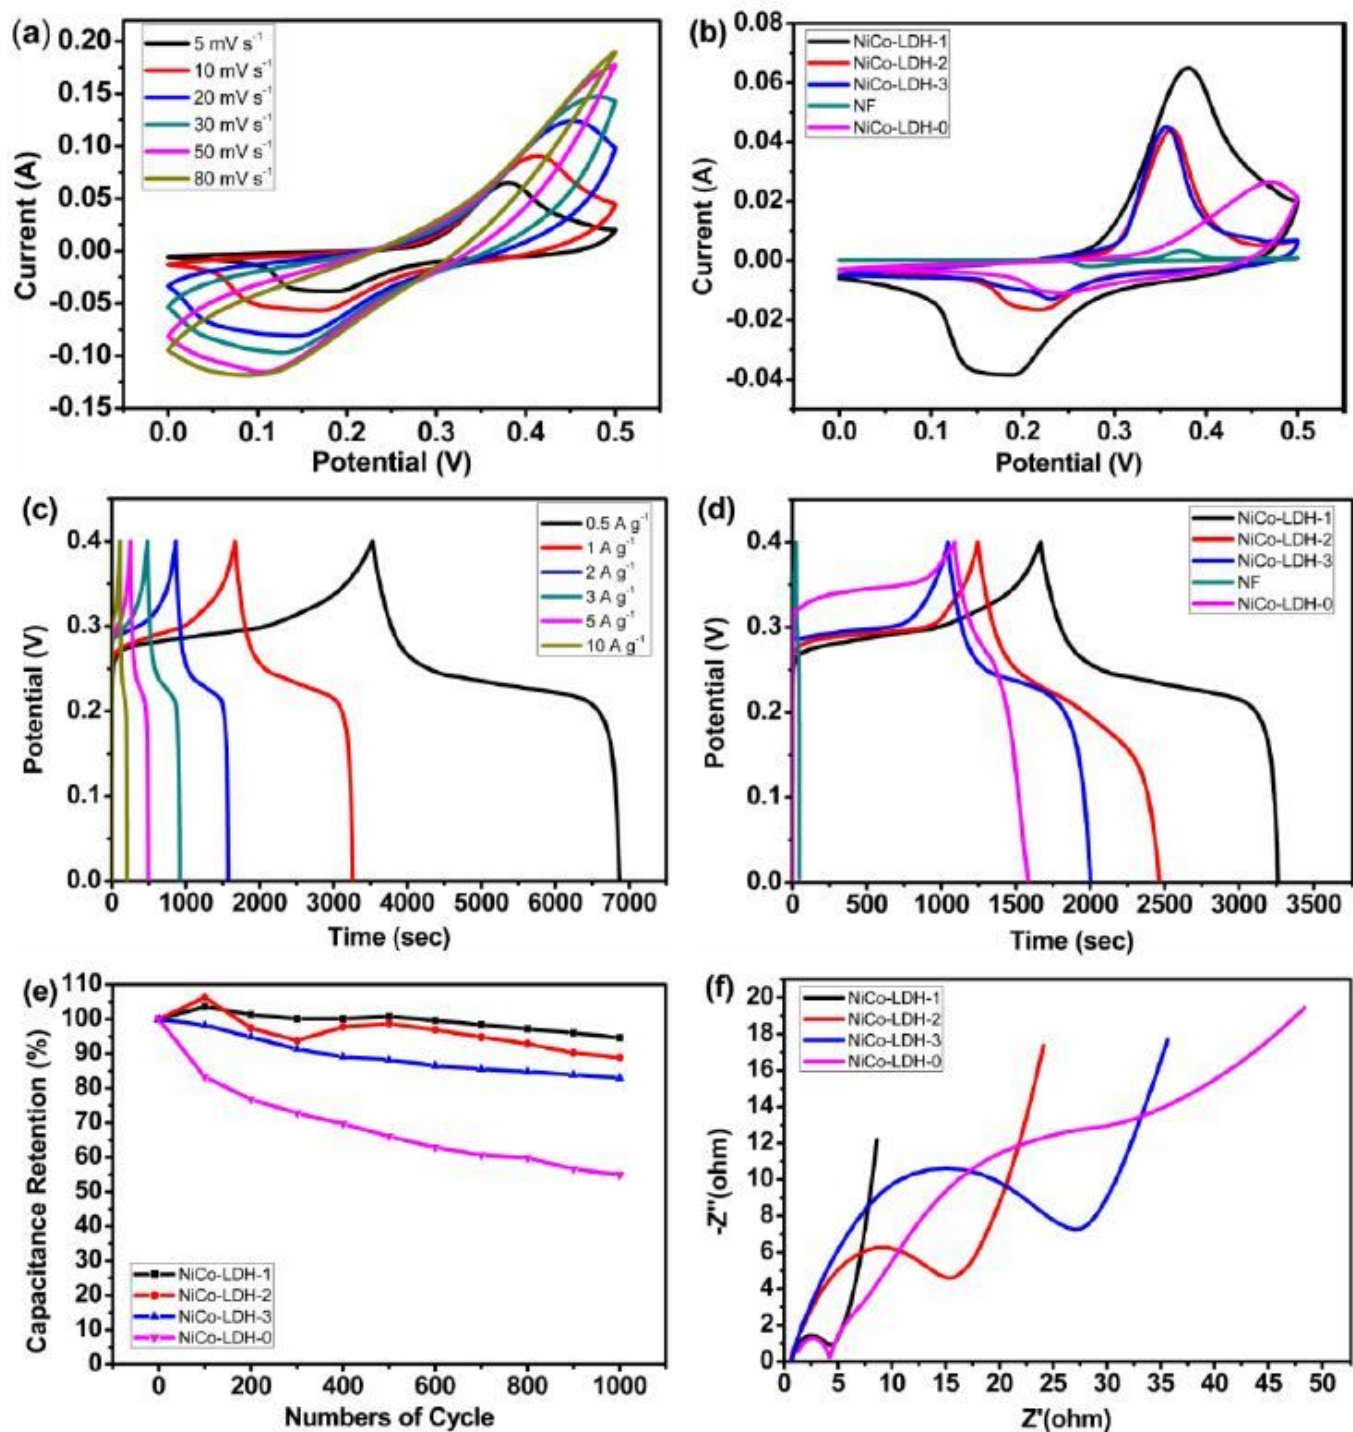 (a)
5 mV s⁻¹
10 mV s⁻¹
20 mV s⁻¹
30 mV s⁻¹
50 mV s⁻¹
80 mV s⁻¹
Current (A)
0.20
0.15
0.10
0.05
0.00
-0.05
-0.10
-0.15
0.0 0.1 0.2 0.3 0.4 0.5
Potential (V)
(b)
NiCo-LDH-1
NiCo-LDH-2
NiCo-LDH-3
NF
NiCo-LDH-0
Current (A)
0.08
0.06
0.04
0.02
0.00
-0.02
-0.04
0.0 0.1 0.2 0.3 0.4 0.5
Potential (V)
(c)
0.5 A g⁻¹
1 A g⁻¹
2 A g⁻¹
3 A g⁻¹
5 A g⁻¹
10 A g⁻¹
Potential (V)
0.4
0.3
0.2
0.1
0.0
0 1000 2000 3000 4000 5000 6000 7000
Time (sec)
(d)
NiCo-LDH-1
NiCo-LDH-2
NiCo-LDH-3
NF
NiCo-LDH-0
Potential (V)
0.4
0.3
0.2
0.1
0.0
0 500 1000 1500 2000 2500 3000 3500
Time (sec)
(e)
Capacitance Retention (%)
110
100
90
80
70
60
50
40
30
20
10
0
NiCo-LDH-1
NiCo-LDH-2
NiCo-LDH-3
NiCo-LDH-0
0 200 400 600 800 1000
Numbers of Cycle
(f)
NiCo-LDH-1
NiCo-LDH-2
NiCo-LDH-3
NiCo-LDH-0
-Z''(ohm)
20
18
16
14
12
10
8
6
4
2
0
0 5 10 15 20 25 30 35 40 45 50
Z'(ohm)